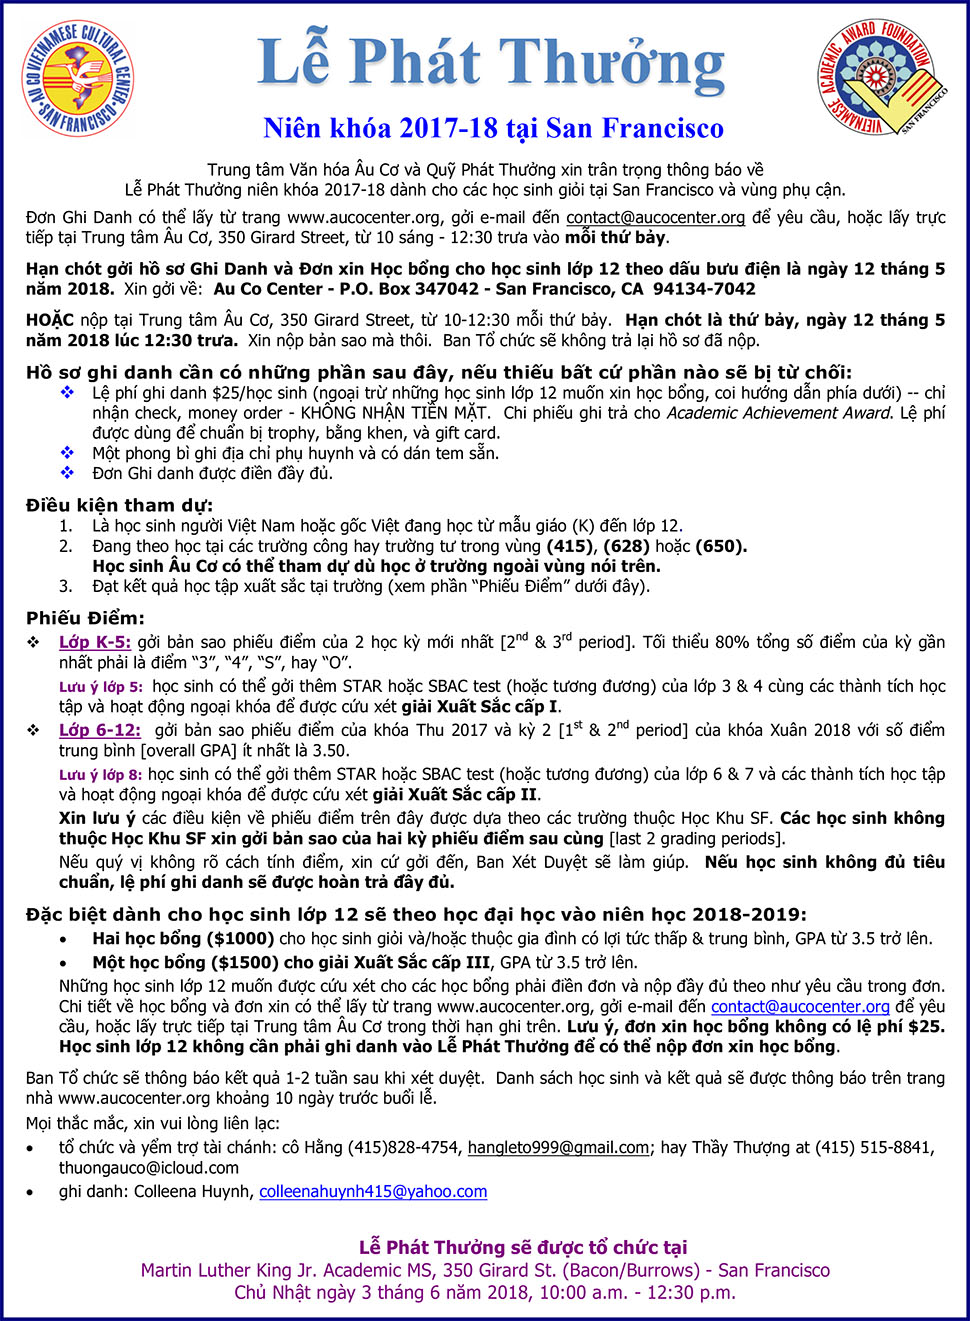 AU CO VIETNAMESE CULTURAL CENTER
SAN FRANCISCO
Lễ Phát Thưởng
VIETNAMESE ACADEMIC AWARD FOUNDATION
SAN FRANCISCO
Niên khóa 2017-18 tại San Francisco
Trung tâm Văn hóa Âu Cơ và Quỹ Phát Thưởng xin trân trọng thông báo về
Lễ Phát Thưởng niên khóa 2017-18 dành cho các học sinh giỏi tại San Francisco và vùng phụ cận.
Đơn Ghi Danh có thể lấy từ trang www.aucocenter.org, gởi e-mail đến contact@aucocenter.org để yêu cầu, hoặc lấy trực
tiếp tại Trung tâm Âu Cơ, 350 Girard Street, từ 10 sáng - 12:30 trưa vào mỗi thứ bảy.
Hạn chót gởi hồ sơ Ghi Danh và Đơn xin Học bổng cho học sinh lớp 12 theo dấu bưu điện là ngày 12 tháng 5
năm 2018. Xin gởi về: Au Co Center - P.O. Box 347042 - San Francisco, CA 94134-7042
HOẶC nộp tại Trung tâm Âu Cơ, 350 Girard Street, từ 10-12:30 mỗi thứ bảy. Hạn chót là thứ bảy, ngày 12 tháng 5
năm 2018 lúc 12:30 trưa. Xin nộp bản sao mà thôi. Ban Tổ chức sẽ không trả lại hồ sơ đã nộp.
Hồ sơ ghi danh cần có những phần sau đây, nếu thiếu bất cứ phần nào sẽ bị từ chối:
❖ Lệ phí ghi danh $25/học sinh (ngoại trừ những học sinh lớp 12 muốn xin học bổng, coi hướng dẫn phía dưới) -- chỉ
nhận check, money order - KHÔNG NHẬN TIỀN MẶT. Chi phiếu ghi trả cho Academic Achievement Award. Lệ phí
được dùng để chuẩn bị trophy, bằng khen, và gift card.
❖ Một phong bì ghi địa chỉ phụ huynh và có dán tem sẵn.
❖ Đơn Ghi danh được điền đầy đủ.
Điều kiện tham dự:
1. Là học sinh người Việt Nam hoặc gốc Việt đang học từ mẫu giáo (K) đến lớp 12.
2. Đang theo học tại các trường công hay trường tư trong vùng (415), (628) hoặc (650).
Học sinh Âu Cơ có thể tham dự dù học ở trường ngoài vùng nói trên.
3. Đạt kết quả học tập xuất sắc tại trường (xem phần “Phiếu Điểm” dưới đây).
Phiếu Điểm:
❖ Lớp K-5: gởi bản sao phiếu điểm của 2 học kỳ mới nhất [2nd & 3rd period]. Tối thiểu 80% tổng số điểm của kỳ gần
nhất phải là điểm “3”, “4”, “S”, hay “O”.
Lưu ý lớp 5: học sinh có thể gởi thêm STAR hoặc SBAC test (hoặc tương đương) của lớp 3 & 4 cùng các thành tích học
tập và hoạt động ngoại khóa để được cứu xét giải Xuất Sắc cấp I.
❖ Lớp 6-12: gởi bản sao phiếu điểm của khóa Thu 2017 và kỳ 2 [1st & 2nd period] của khóa Xuân 2018 với số điểm
trung bình [overall GPA] ít nhất là 3.50.
Lưu ý lớp 8: học sinh có thể gởi thêm STAR hoặc SBAC test (hoặc tương đương) của lớp 6 & 7 và các thành tích học tập
và hoạt động ngoại khóa để được cứu xét giải Xuất Sắc cấp II.
Xin lưu ý các điều kiện về phiếu điểm trên đây được dựa theo các trường thuộc Học Khu SF. Các học sinh không
thuộc Học Khu SF xin gởi bản sao của hai kỳ phiếu điểm sau cùng [last 2 grading periods].
Nếu quý vị không rõ cách tính điểm, xin cứ gởi đến, Ban Xét Duyệt sẽ làm giúp. Nếu học sinh không đủ tiêu
chuẩn, lệ phí ghi danh sẽ được hoàn trả đầy đủ.
Đặc biệt dành cho học sinh lớp 12 sẽ theo học đại học vào niên học 2018-2019:
• Hai học bổng ($1000) cho học sinh giỏi và/hoặc thuộc gia đình có lợi tức thấp & trung bình, GPA từ 3.5 trở lên.
• Một học bổng ($1500) cho giải Xuất Sắc cấp III, GPA từ 3.5 trở lên.
Những học sinh lớp 12 muốn được cứu xét cho các học bổng phải điền đơn và nộp đầy đủ theo như yêu cầu trong đơn.
Chi tiết về học bổng và đơn xin có thể lấy từ trang www.aucocenter.org, gởi e-mail đến contact@aucocenter.org để yêu
cầu, hoặc lấy trực tiếp tại Trung tâm Âu Cơ trong thời hạn ghi trên. Lưu ý, đơn xin học bổng không có lệ phí $25.
Học sinh lớp 12 không cần phải ghi danh vào Lễ Phát Thưởng để có thể nộp đơn xin học bổng.
Ban Tổ chức sẽ thông báo kết quả 1-2 tuần sau khi xét duyệt. Danh sách học sinh và kết quả sẽ được thông báo trên trang
nhà www.aucocenter.org khoảng 10 ngày trước buổi lễ.
Mọi thắc mắc, xin vui lòng liên lạc:
• tổ chức và yểm trợ tài chánh: cô Hằng (415)828-4754, hangleto999@gmail.com; hay Thầy Thượng at (415) 515-8841,
thuongauco@icloud.com
• ghi danh: Colleena Huynh, colleenahuynh415@yahoo.com
Lễ Phát Thưởng sẽ được tổ chức tại
Martin Luther King Jr. Academic MS, 350 Girard St. (Bacon/Burrows) - San Francisco
Chủ Nhật ngày 3 tháng 6 năm 2018, 10:00 a.m. - 12:30 p.m.